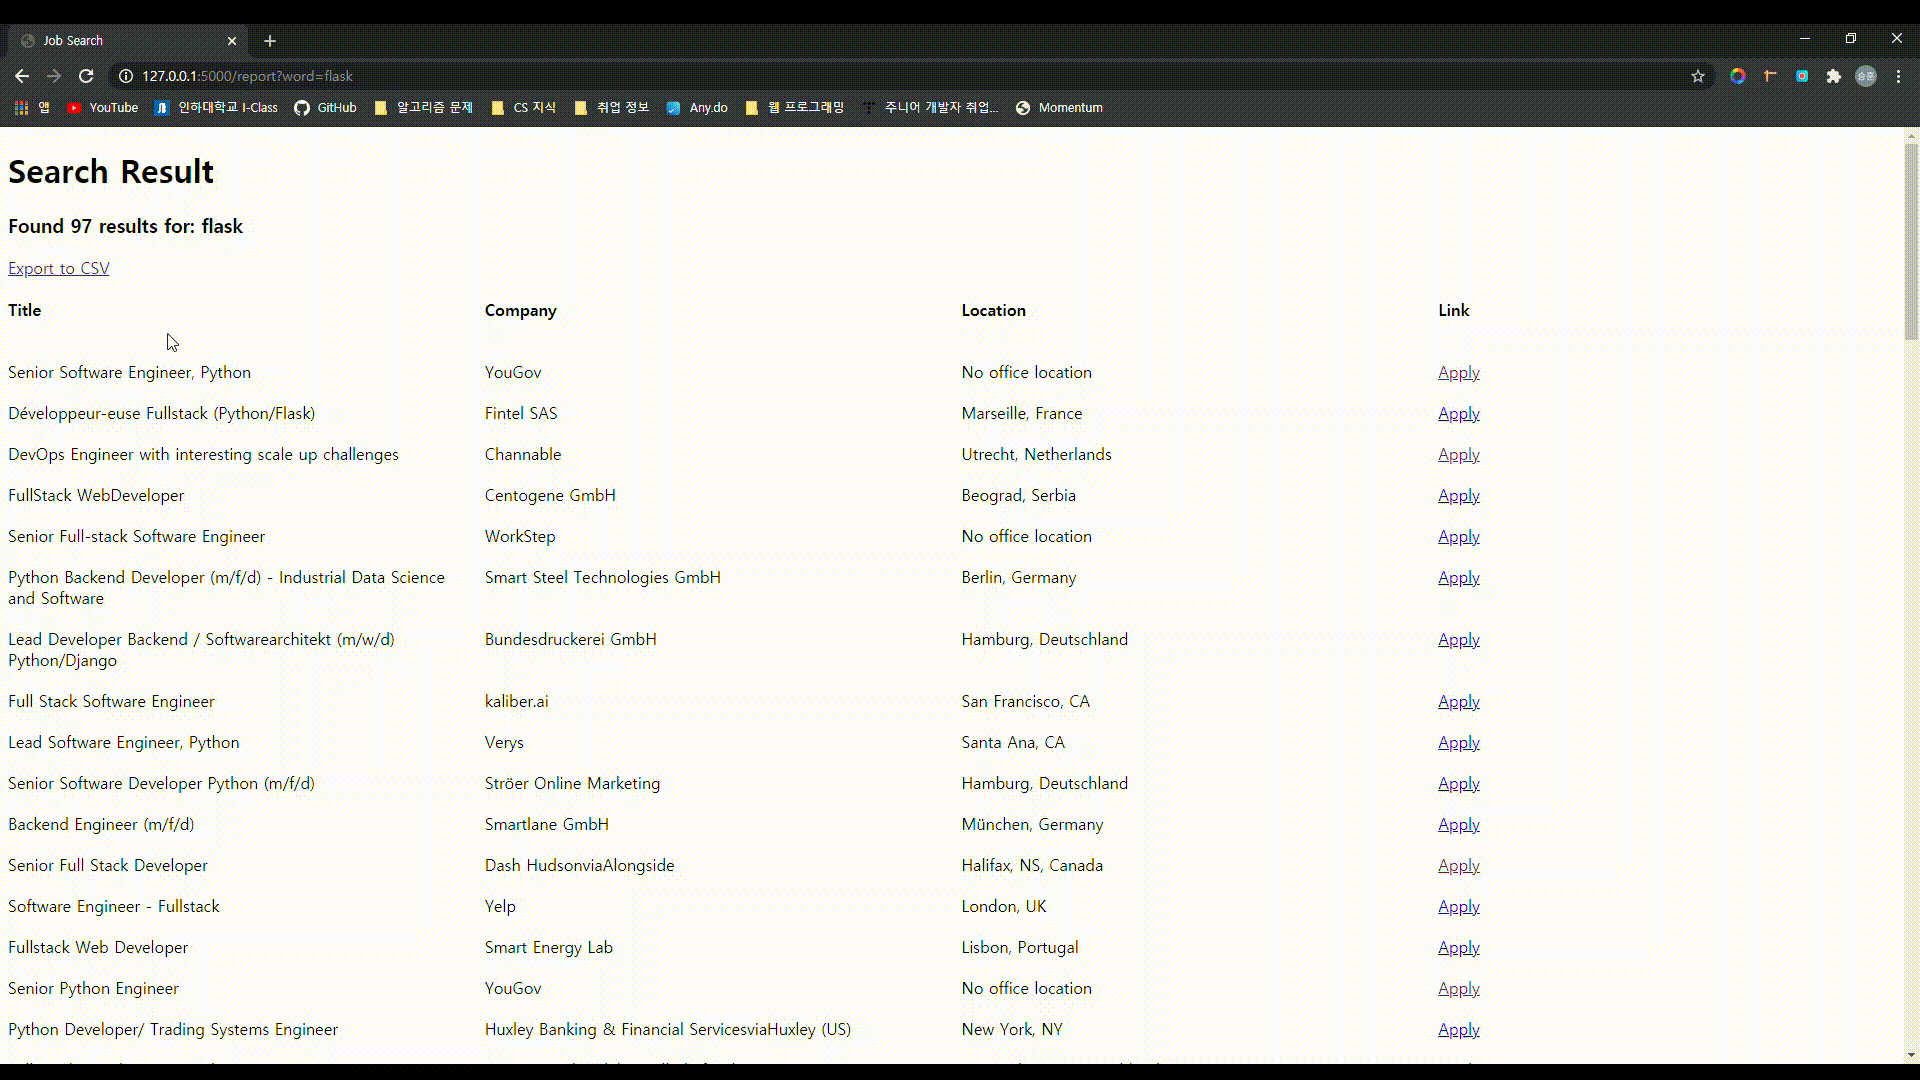 Job Search
127.0.0.1:5000/report?word=flask
승훈
앱 YouTube 인하대학교 I-Class GitHub 알고리즘 문제 CS 지식 취업 정보 Any.do 웹 프로그래밍 주니어 개발자 취업... Momentum
Search Result
Found 97 results for: flask
Export to CSV
Title Company Location Link
Senior Software Engineer, Python YouGov No office location Apply
Développeur-euse Fullstack (Python/Flask) Fintel SAS Marseille, France Apply
DevOps Engineer with interesting scale up challenges Channable Utrecht, Netherlands Apply
FullStack WebDeveloper Centogene GmbH Beograd, Serbia Apply
Senior Full-stack Software Engineer WorkStep No office location Apply
Python Backend Developer (m/f/d) - Industrial Data Science Smart Steel Technologies GmbH Berlin, Germany Apply
and Software
Lead Developer Backend / Softwarearchitekt (m/w/d) Bundesdruckerei GmbH Hamburg, Deutschland Apply
Python/Django
Full Stack Software Engineer kaliber.ai San Francisco, CA Apply
Lead Software Engineer, Python Verys Santa Ana, CA Apply
Senior Software Developer Python (m/f/d) Ströer Online Marketing Hamburg, Deutschland Apply
Backend Engineer (m/f/d) Smartlane GmbH München, Germany Apply
Senior Full Stack Developer Dash HudsonviaAlongside Halifax, NS, Canada Apply
Software Engineer - Fullstack Yelp London, UK Apply
Fullstack Web Developer Smart Energy Lab Lisbon, Portugal Apply
Senior Python Engineer YouGov No office location Apply
Python Developer/ Trading Systems Engineer Huxley Banking & Financial ServicesviaHuxley (US) New York, NY Apply